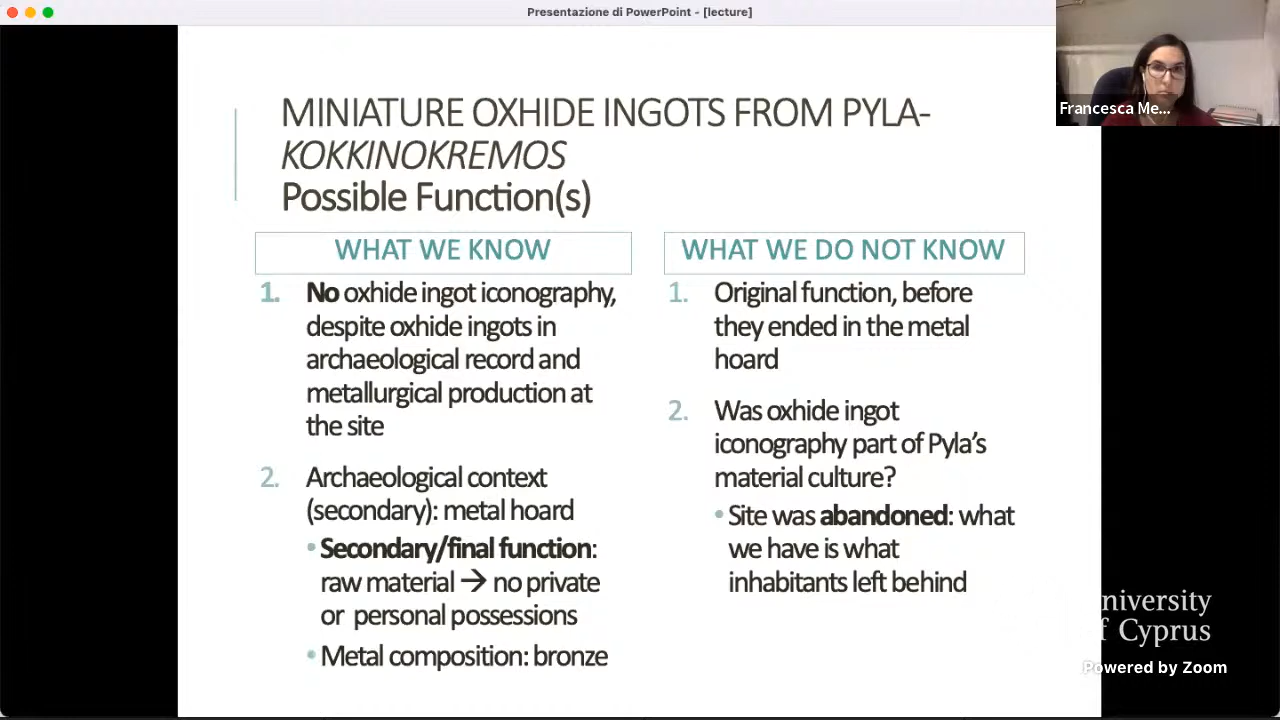 Presentazione di PowerPoint - [lecture]
Francesca Me...
MINIATURE OXHIDE INGOTS FROM PYLA-
KOKKINOKREMOS
Possible Function(s)
WHAT WE KNOW
1. No oxhide ingot iconography,
despite oxhide ingots in
archaeological record and
metallurgical production at
the site
2. Archaeological context
(secondary): metal hoard
• Secondary/final function:
raw material → no private
or personal possessions
• Metal composition: bronze
WHAT WE DO NOT KNOW
1. Original function, before
they ended in the metal
hoard
2. Was oxhide ingot
iconography part of Pyla's
material culture?
• Site was abandoned: what
we have is what
inhabitants left behind
niversity
f Cyprus
Powered by Zoom